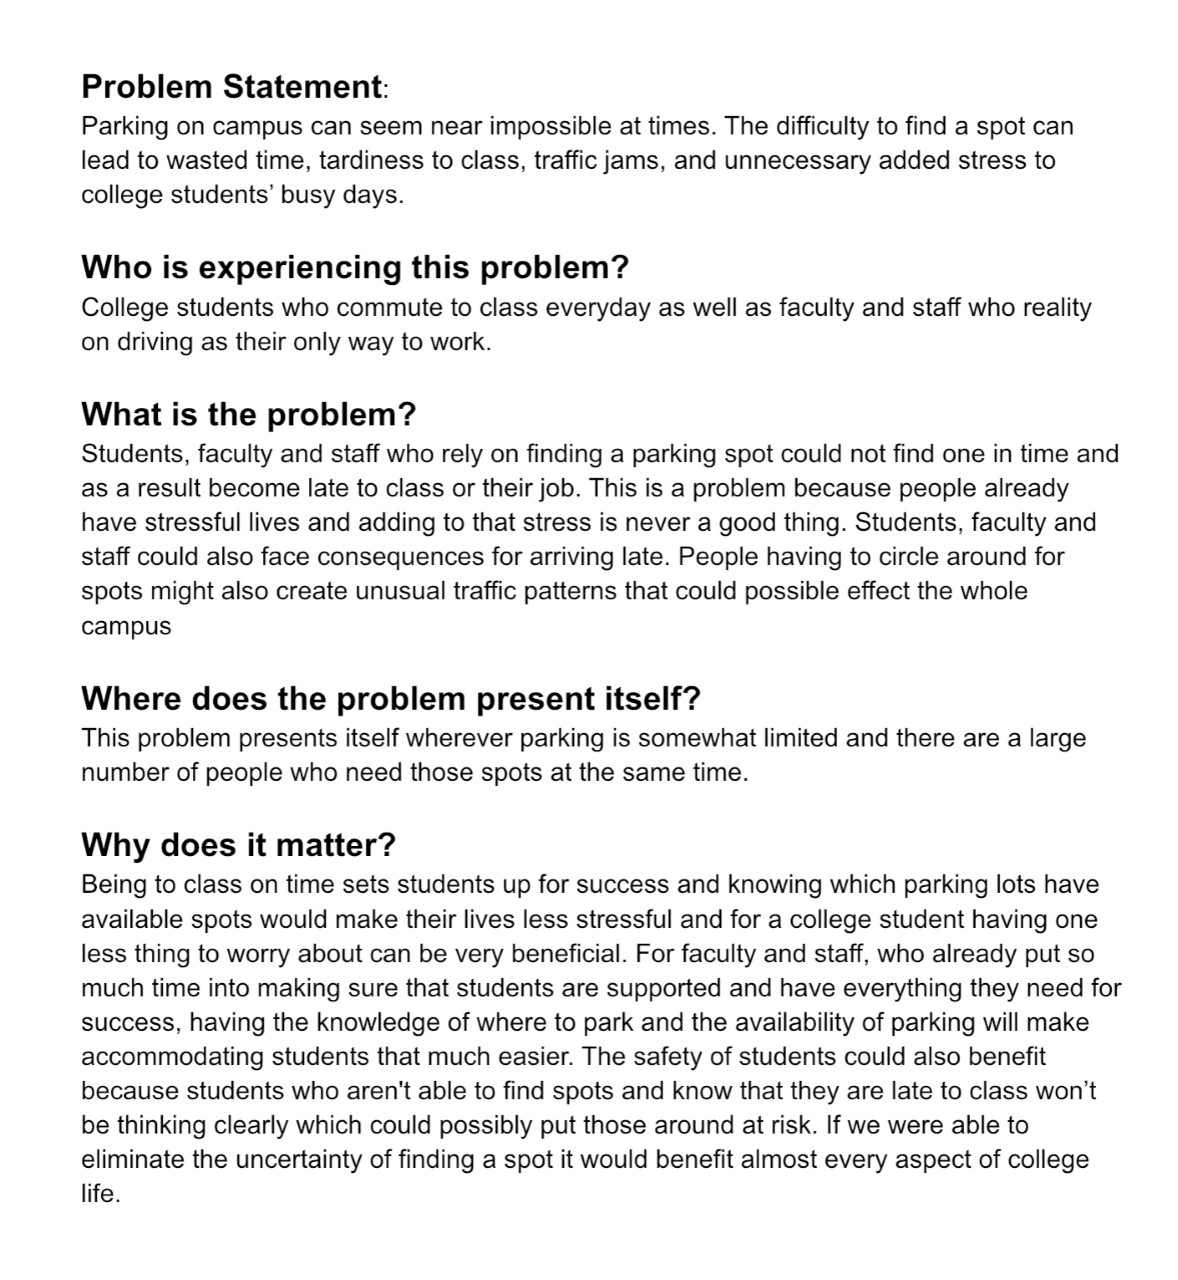 Problem Statement:
Parking on campus can seem near impossible at times. The difficulty to find a spot can
lead to wasted time, tardiness to class, traffic jams, and unnecessary added stress to
college students’ busy days.
Who is experiencing this problem?
College students who commute to class everyday as well as faculty and staff who reality
on driving as their only way to work.
What is the problem?
Students, faculty and staff who rely on finding a parking spot could not find one in time and
as a result become late to class or their job. This is a problem because people already
have stressful lives and adding to that stress is never a good thing. Students, faculty and
staff could also face consequences for arriving late. People having to circle around for
spots might also create unusual traffic patterns that could possible effect the whole
campus
Where does the problem present itself?
This problem presents itself wherever parking is somewhat limited and there are a large
number of people who need those spots at the same time.
Why does it matter?
Being to class on time sets students up for success and knowing which parking lots have
available spots would make their lives less stressful and for a college student having one
less thing to worry about can be very beneficial. For faculty and staff, who already put so
much time into making sure that students are supported and have everything they need for
success, having the knowledge of where to park and the availability of parking will make
accommodating students that much easier. The safety of students could also benefit
because students who aren't able to find spots and know that they are late to class won’t
be thinking clearly which could possibly put those around at risk. If we were able to
eliminate the uncertainty of finding a spot it would benefit almost every aspect of college
life.